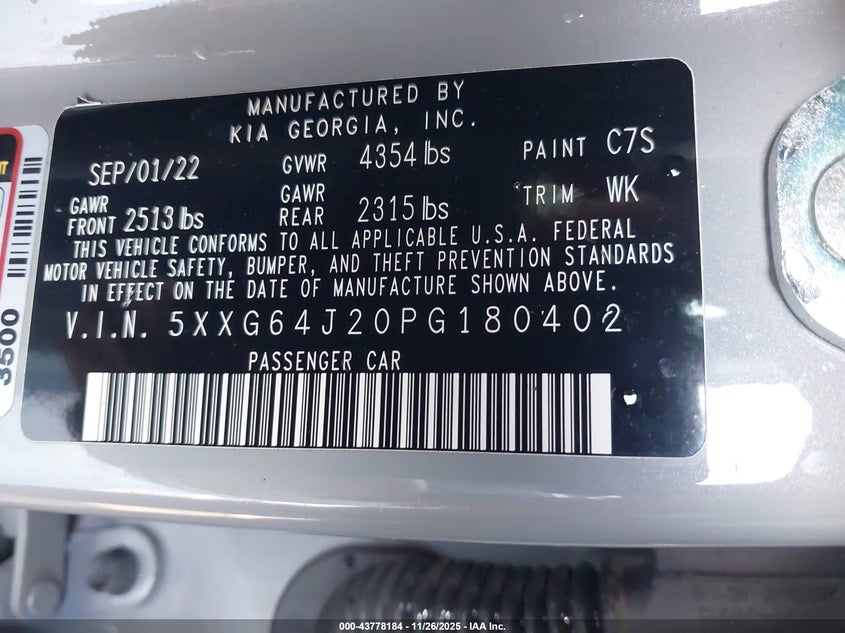 MANUFACTURED BY
KIA GEORGIA, INC.
SEP/01/22 GVWR 4354 lbs PAINT C7S
GAWR FRONT 2513 lbs GAWR REAR 2315 lbs TRIM WK
THIS VEHICLE CONFORMS TO ALL APPLICABLE U.S.A. FEDERAL
MOTOR VEHICLE SAFETY, BUMPER, AND THEFT PREVENTION STANDARDS
IN EFFECT ON THE DATE OF MANUFACTURE SHOWN ABOVE.
V.I.N. 5XXG64J20PG180402
PASSENGER CAR
3500
000-43778184 - 11/26/2025 - IAA Inc.